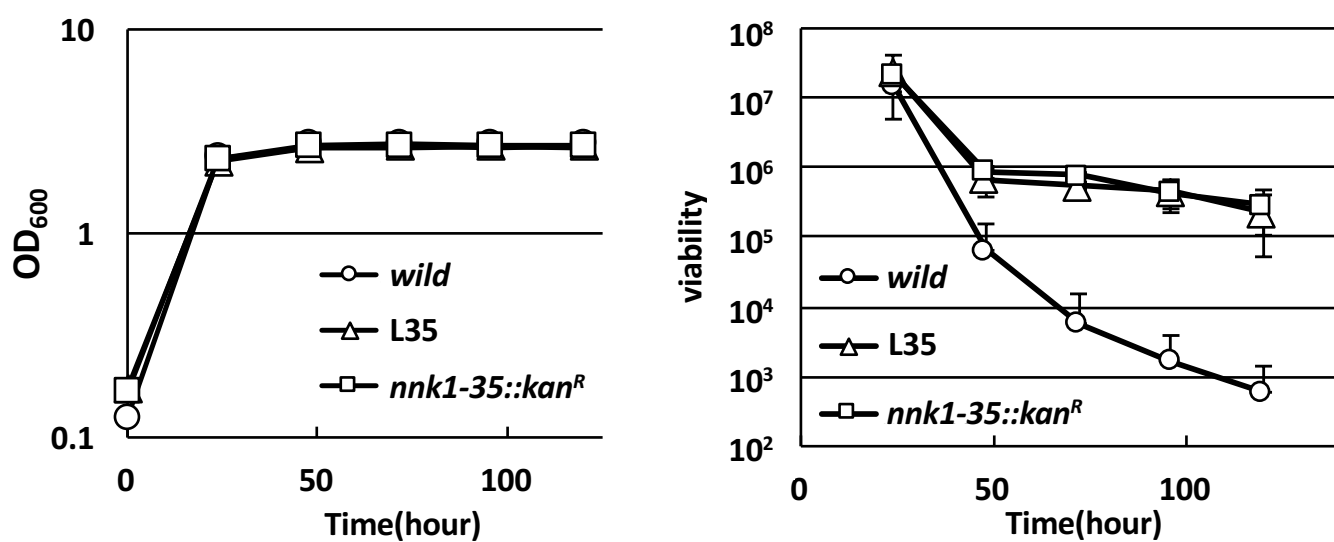 10
1
0.1
OD₆₀₀
wild
L35
nnk1-35::kanᴿ
0
50
100
Time(hour)
10⁸
10⁷
10⁶
10⁵
10⁴
10³
10²
viability
wild
L35
nnk1-35::kanᴿ
0
50
100
Time(hour)